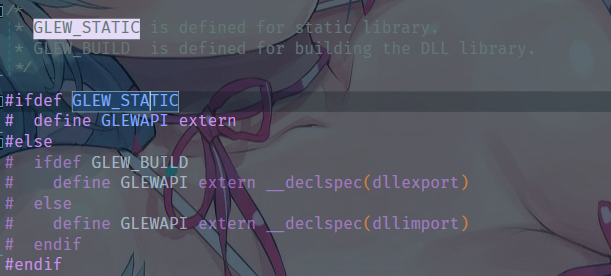 /*
* GLEW_STATIC is defined for static library.
* GLEW_BUILD  is defined for building the DLL library.
*/
#ifdef GLEW_STATIC
#  define GLEWAPI extern
#else
#  ifdef GLEW_BUILD
#    define GLEWAPI extern __declspec(dllexport)
#  else
#    define GLEWAPI extern __declspec(dllimport)
#  endif
#endif